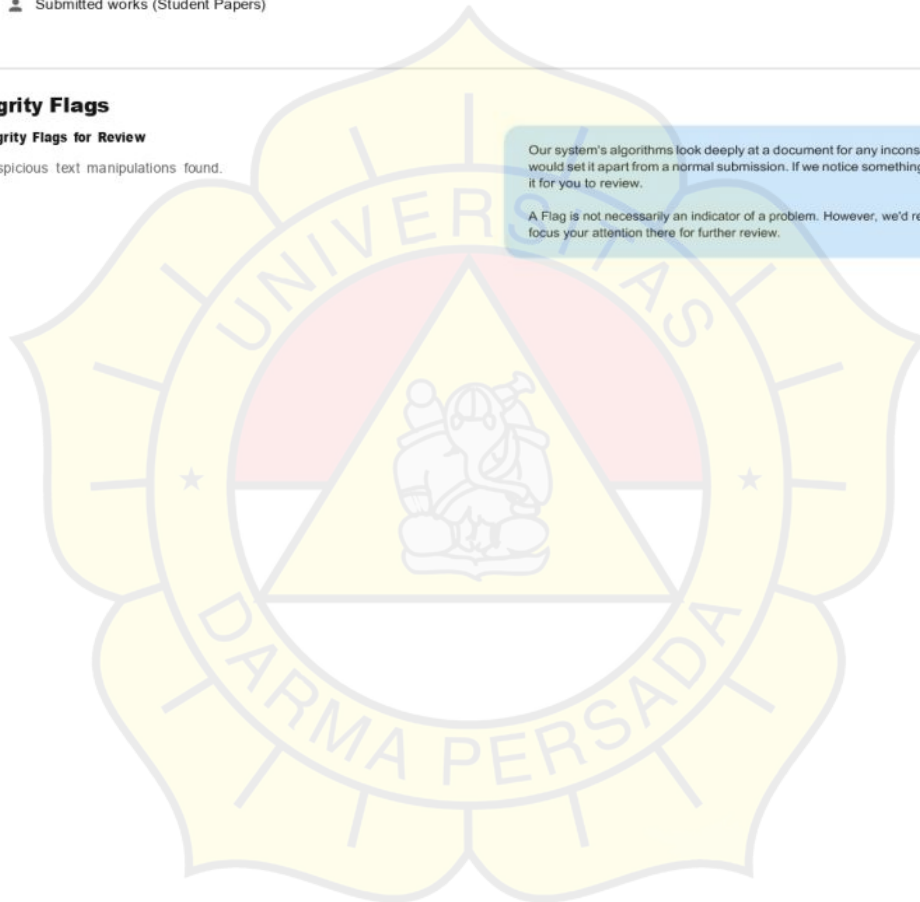 Submitted works (Student Papers)
grity Flags
grity Flags for Review
spicious text manipulations found.
Our system's algorithms look deeply at a document for any incons
would set it apart from a normal submission. If we notice something
it for you to review.
A Flag is not necessarily an indicator of a problem. However, we'd re
focus your attention there for further review.
UNIVERSITAS
DARMA PERSADA